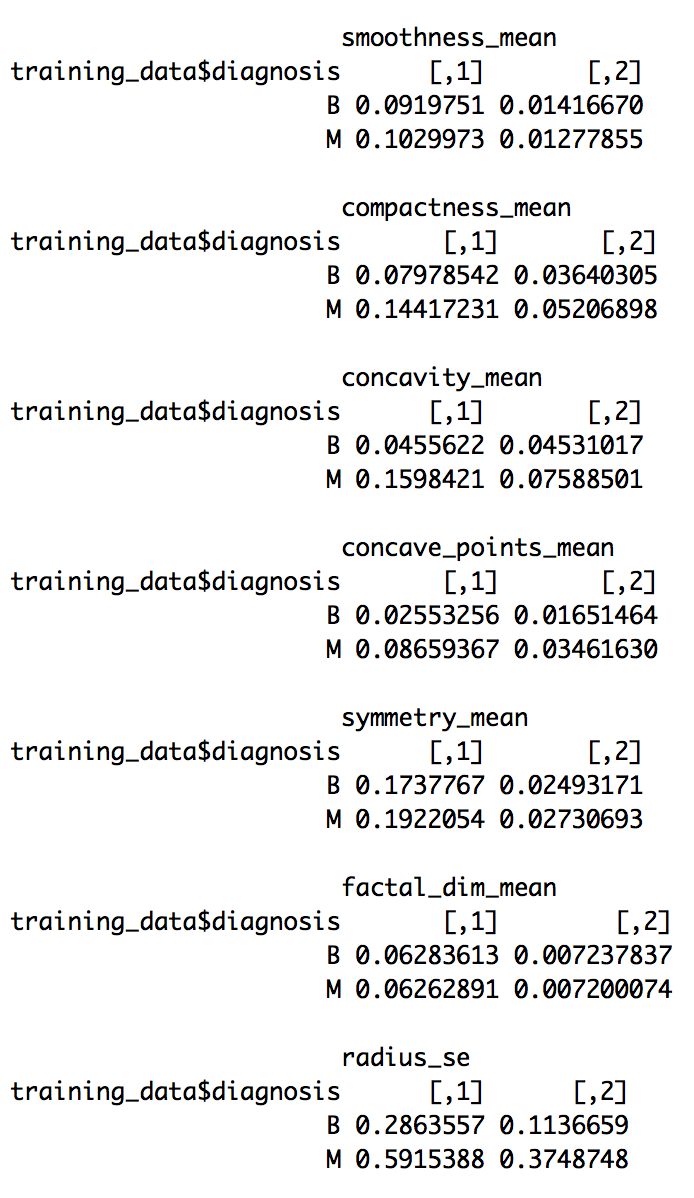 smoothness_mean
training_data$diagnosis [,1] [,2]
B 0.0919751 0.01416670
M 0.1029973 0.01277855
compactness_mean
training_data$diagnosis [,1] [,2]
B 0.07978542 0.03640305
M 0.14417231 0.05206898
concavity_mean
training_data$diagnosis [,1] [,2]
B 0.0455622 0.04531017
M 0.1598421 0.07588501
concave_points_mean
training_data$diagnosis [,1] [,2]
B 0.02553256 0.01651464
M 0.08659367 0.03461630
symmetry_mean
training_data$diagnosis [,1] [,2]
B 0.1737767 0.02493171
M 0.1922054 0.02730693
factal_dim_mean
training_data$diagnosis [,1] [,2]
B 0.06283613 0.007237837
M 0.06262891 0.007200074
radius_se
training_data$diagnosis [,1] [,2]
B 0.2863557 0.1136659
M 0.5915388 0.3748748